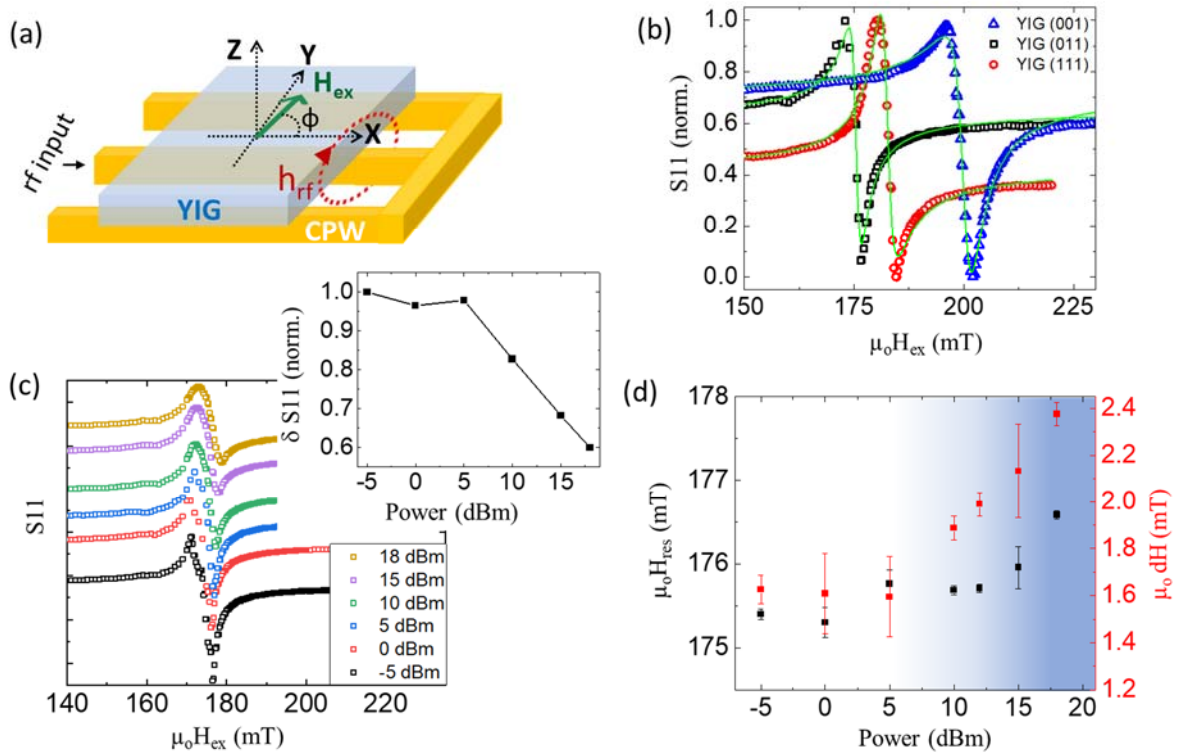 (a)
Z
Y
H_ex
ϕ
X
rf input
h_rf
YIG
CPW
(b)
S11 (norm.)
1.0
0.8
0.6
0.4
0.2
0.0
YIG (001)
YIG (011)
YIG (111)
150 175 200 225
μ_oH_ex (mT)
(c)
S11
18 dBm
15 dBm
10 dBm
5 dBm
0 dBm
-5 dBm
140 160 180 200 220
μ_oH_ex (mT)
δ S11 (norm.)
1.0
0.9
0.8
0.7
0.6
-5 0 5 10 15
Power (dBm)
(d)
μ_oH_res (mT)
178
177
176
175
-5 0 5 10 15 20
Power (dBm)
2.4
2.2
2.0
1.8
1.6
1.4
1.2
μ_o dH (mT)